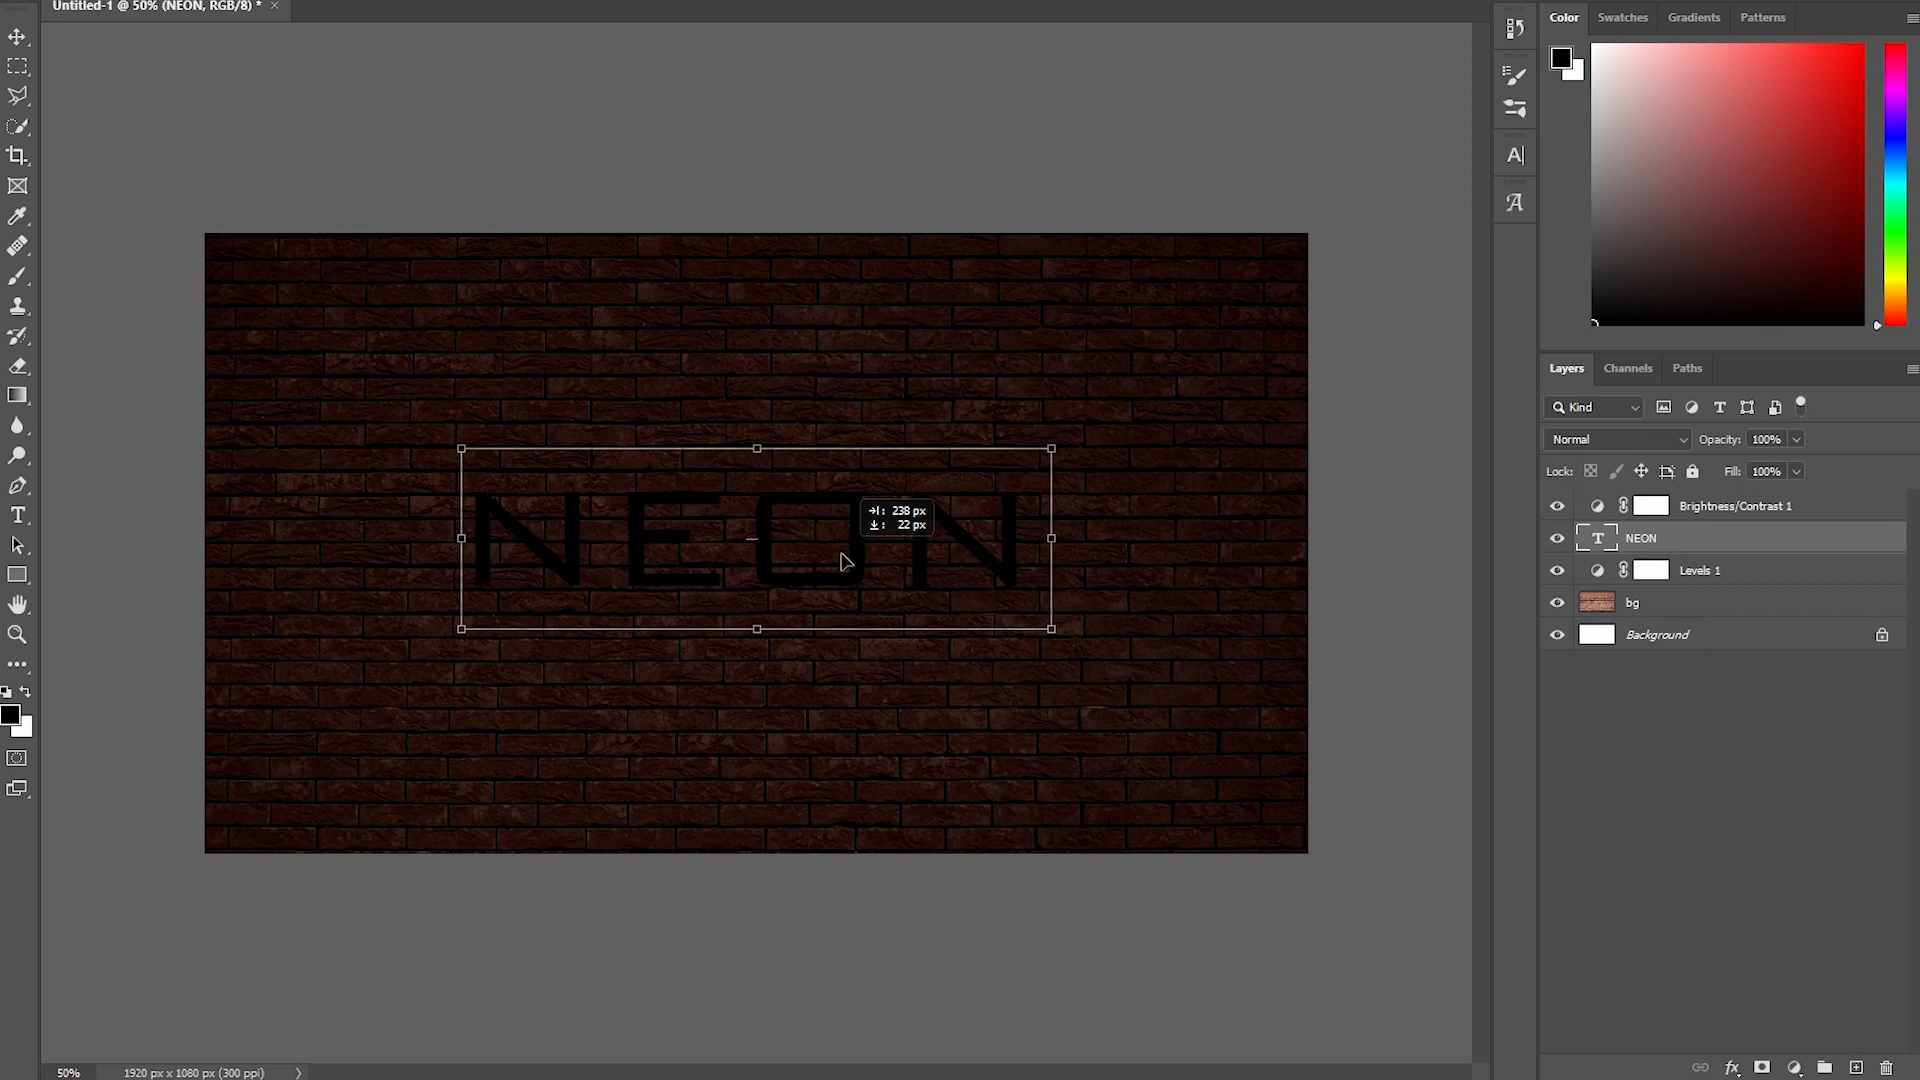 Untitled-1 @ 50% (NEON, RGB/8) *
Color
Swatches
Gradients
Patterns
NEON
238 px
22 px
Layers
Channels
Paths
Kind
Normal
Opacity: 100%
Lock:
Fill: 100%
Brightness/Contrast 1
NEON
Levels 1
bg
Background
fx
50%
1920 px x 1080 px (300 ppi)